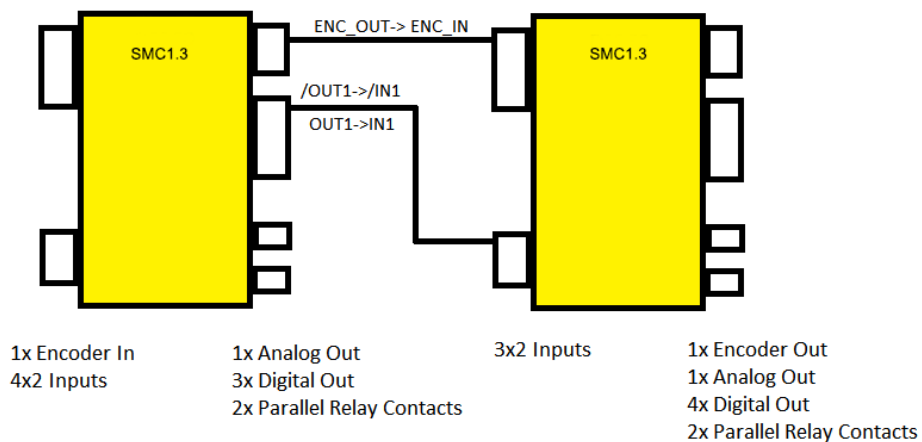 SMC1.3
ENC_OUT-> ENC_IN
SMC1.3
/OUT1->/IN1
OUT1->IN1
1x Encoder In
4x2 Inputs
1x Analog Out
3x Digital Out
2x Parallel Relay Contacts
3x2 Inputs
1x Encoder Out
1x Analog Out
4x Digital Out
2x Parallel Relay Contacts